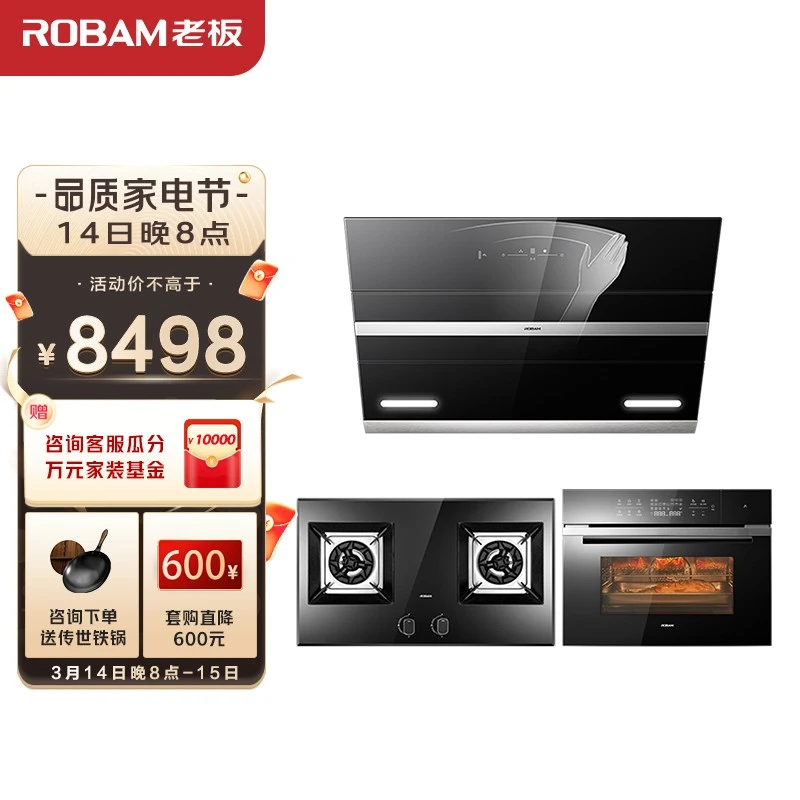 ROBAM老板
-品质家电节-
14日晚8点
·活动价不高于·
¥8498
赠
咨询客服瓜分
万元家装基金
¥10000
咨询下单
送传世铁锅
600¥
套购直降
600元
3月14日晚8点-15日
ROBAM
ROBAM
ROBAM